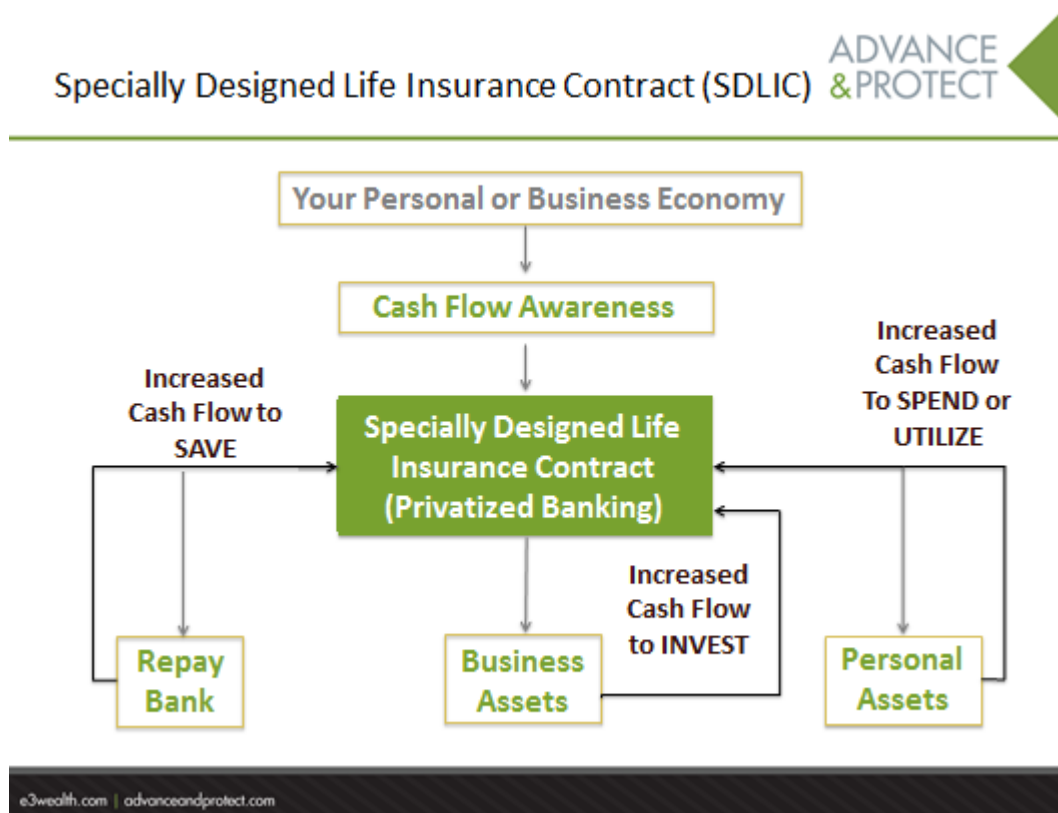 Specially Designed Life Insurance Contract (SDLIC)
ADVANCE
&PROTECT
Your Personal or Business Economy
Cash Flow Awareness
Increased
Cash Flow to
SAVE
Specially Designed Life
Insurance Contract
(Privatized Banking)
Increased
Cash Flow
To SPEND or
UTILIZE
Increased
Cash Flow
to INVEST
Repay
Bank
Business
Assets
Personal
Assets
e3wealth.com | advanceandprotect.com